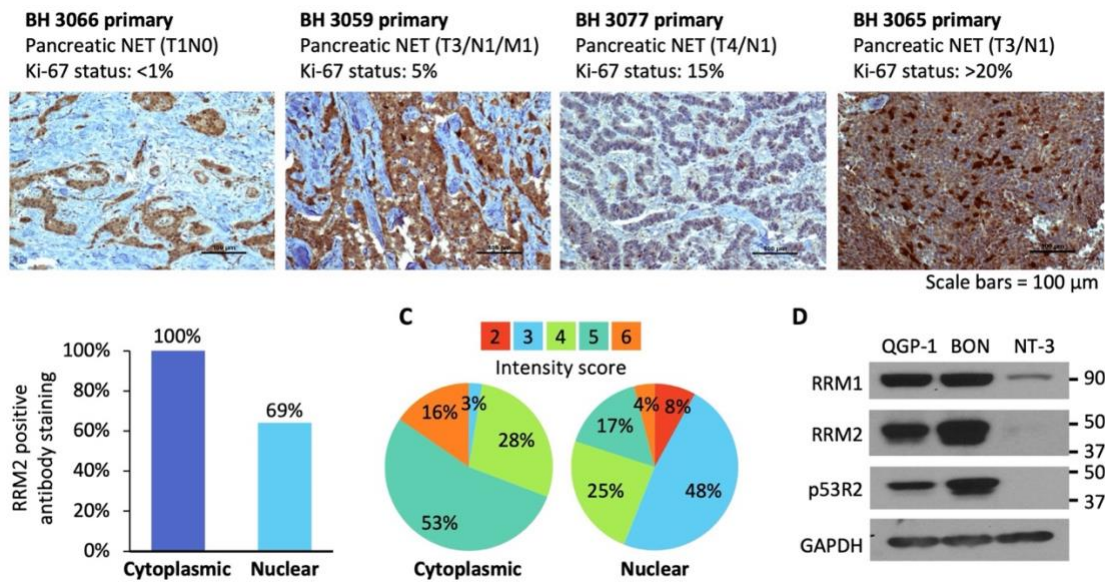 BH 3066 primary
Pancreatic NET (T1N0)
Ki-67 status: <1%
BH 3059 primary
Pancreatic NET (T3/N1/M1)
Ki-67 status: 5%
BH 3077 primary
Pancreatic NET (T4/N1)
Ki-67 status: 15%
BH 3065 primary
Pancreatic NET (T3/N1)
Ki-67 status: >20%
100 μm
100 μm
Scale bars = 100 μm
RRM2 positive
antibody staining
100%
80%
60%
40%
20%
0%
100%
69%
Cytoplasmic
Nuclear
C
2 3 4 5 6
Intensity score
16%
3%
28%
53%
Cytoplasmic
4%
8%
17%
25%
48%
Nuclear
D
QGP-1 BON NT-3
RRM1
90
RRM2
50
37
p53R2
50
37
GAPDH